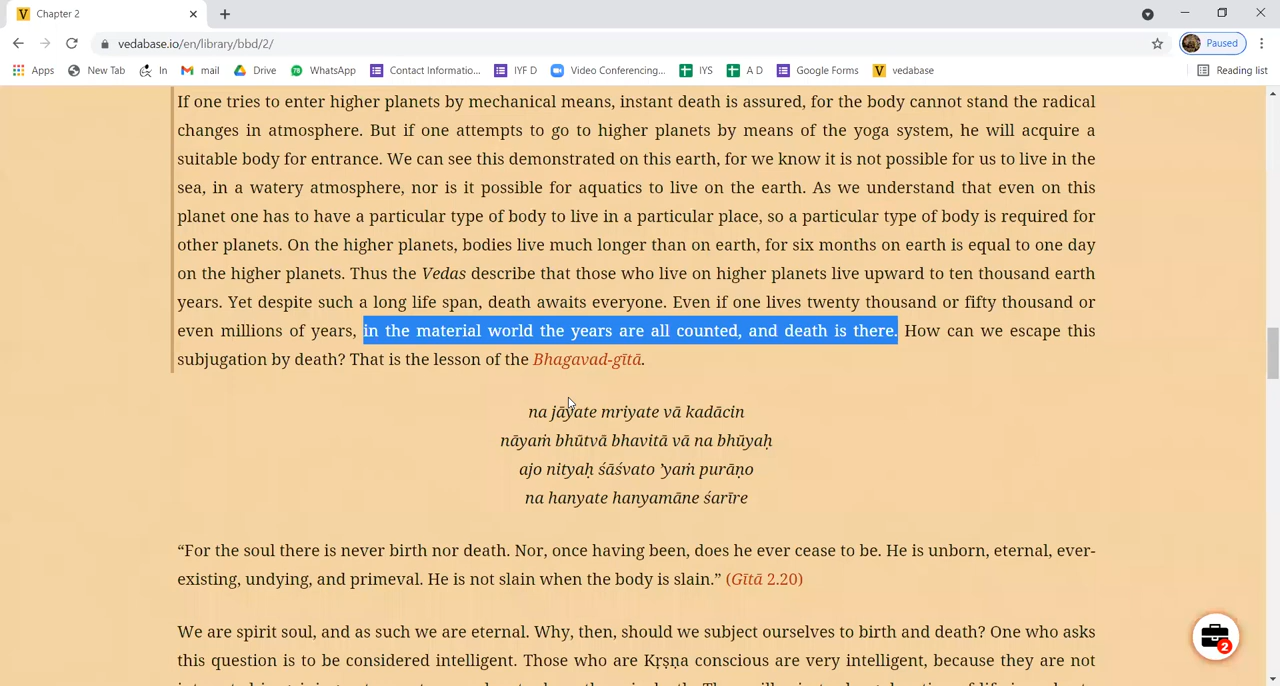 Chapter 2
vedabase.io/en/library/bbd/2/
Paused
Apps New Tab In mail Drive WhatsApp Contact Informatio... IYF D Video Conferencing... IYS A D Google Forms vedabase Reading list
If one tries to enter higher planets by mechanical means, instant death is assured, for the body cannot stand the radical
changes in atmosphere. But if one attempts to go to higher planets by means of the yoga system, he will acquire a
suitable body for entrance. We can see this demonstrated on this earth, for we know it is not possible for us to live in the
sea, in a watery atmosphere, nor is it possible for aquatics to live on the earth. As we understand that even on this
planet one has to have a particular type of body to live in a particular place, so a particular type of body is required for
other planets. On the higher planets, bodies live much longer than on earth, for six months on earth is equal to one day
on the higher planets. Thus the Vedas describe that those who live on higher planets live upward to ten thousand earth
years. Yet despite such a long life span, death awaits everyone. Even if one lives twenty thousand or fifty thousand or
even millions of years, in the material world the years are all counted, and death is there. How can we escape this
subjugation by death? That is the lesson of the Bhagavad-gītā.
na jāyate mriyate vā kadācin
nāyaṁ bhūtvā bhavitā vā na bhūyaḥ
ajo nityaḥ śāśvato ’yaṁ purāṇo
na hanyate hanyamāne śarīre
“For the soul there is never birth nor death. Nor, once having been, does he ever cease to be. He is unborn, eternal, ever-
existing, undying, and primeval. He is not slain when the body is slain.” (Gītā 2.20)
2
We are spirit soul, and as such we are eternal. Why, then, should we subject ourselves to birth and death? One who asks
this question is to be considered intelligent. Those who are Kṛṣṇa conscious are very intelligent, because they are not